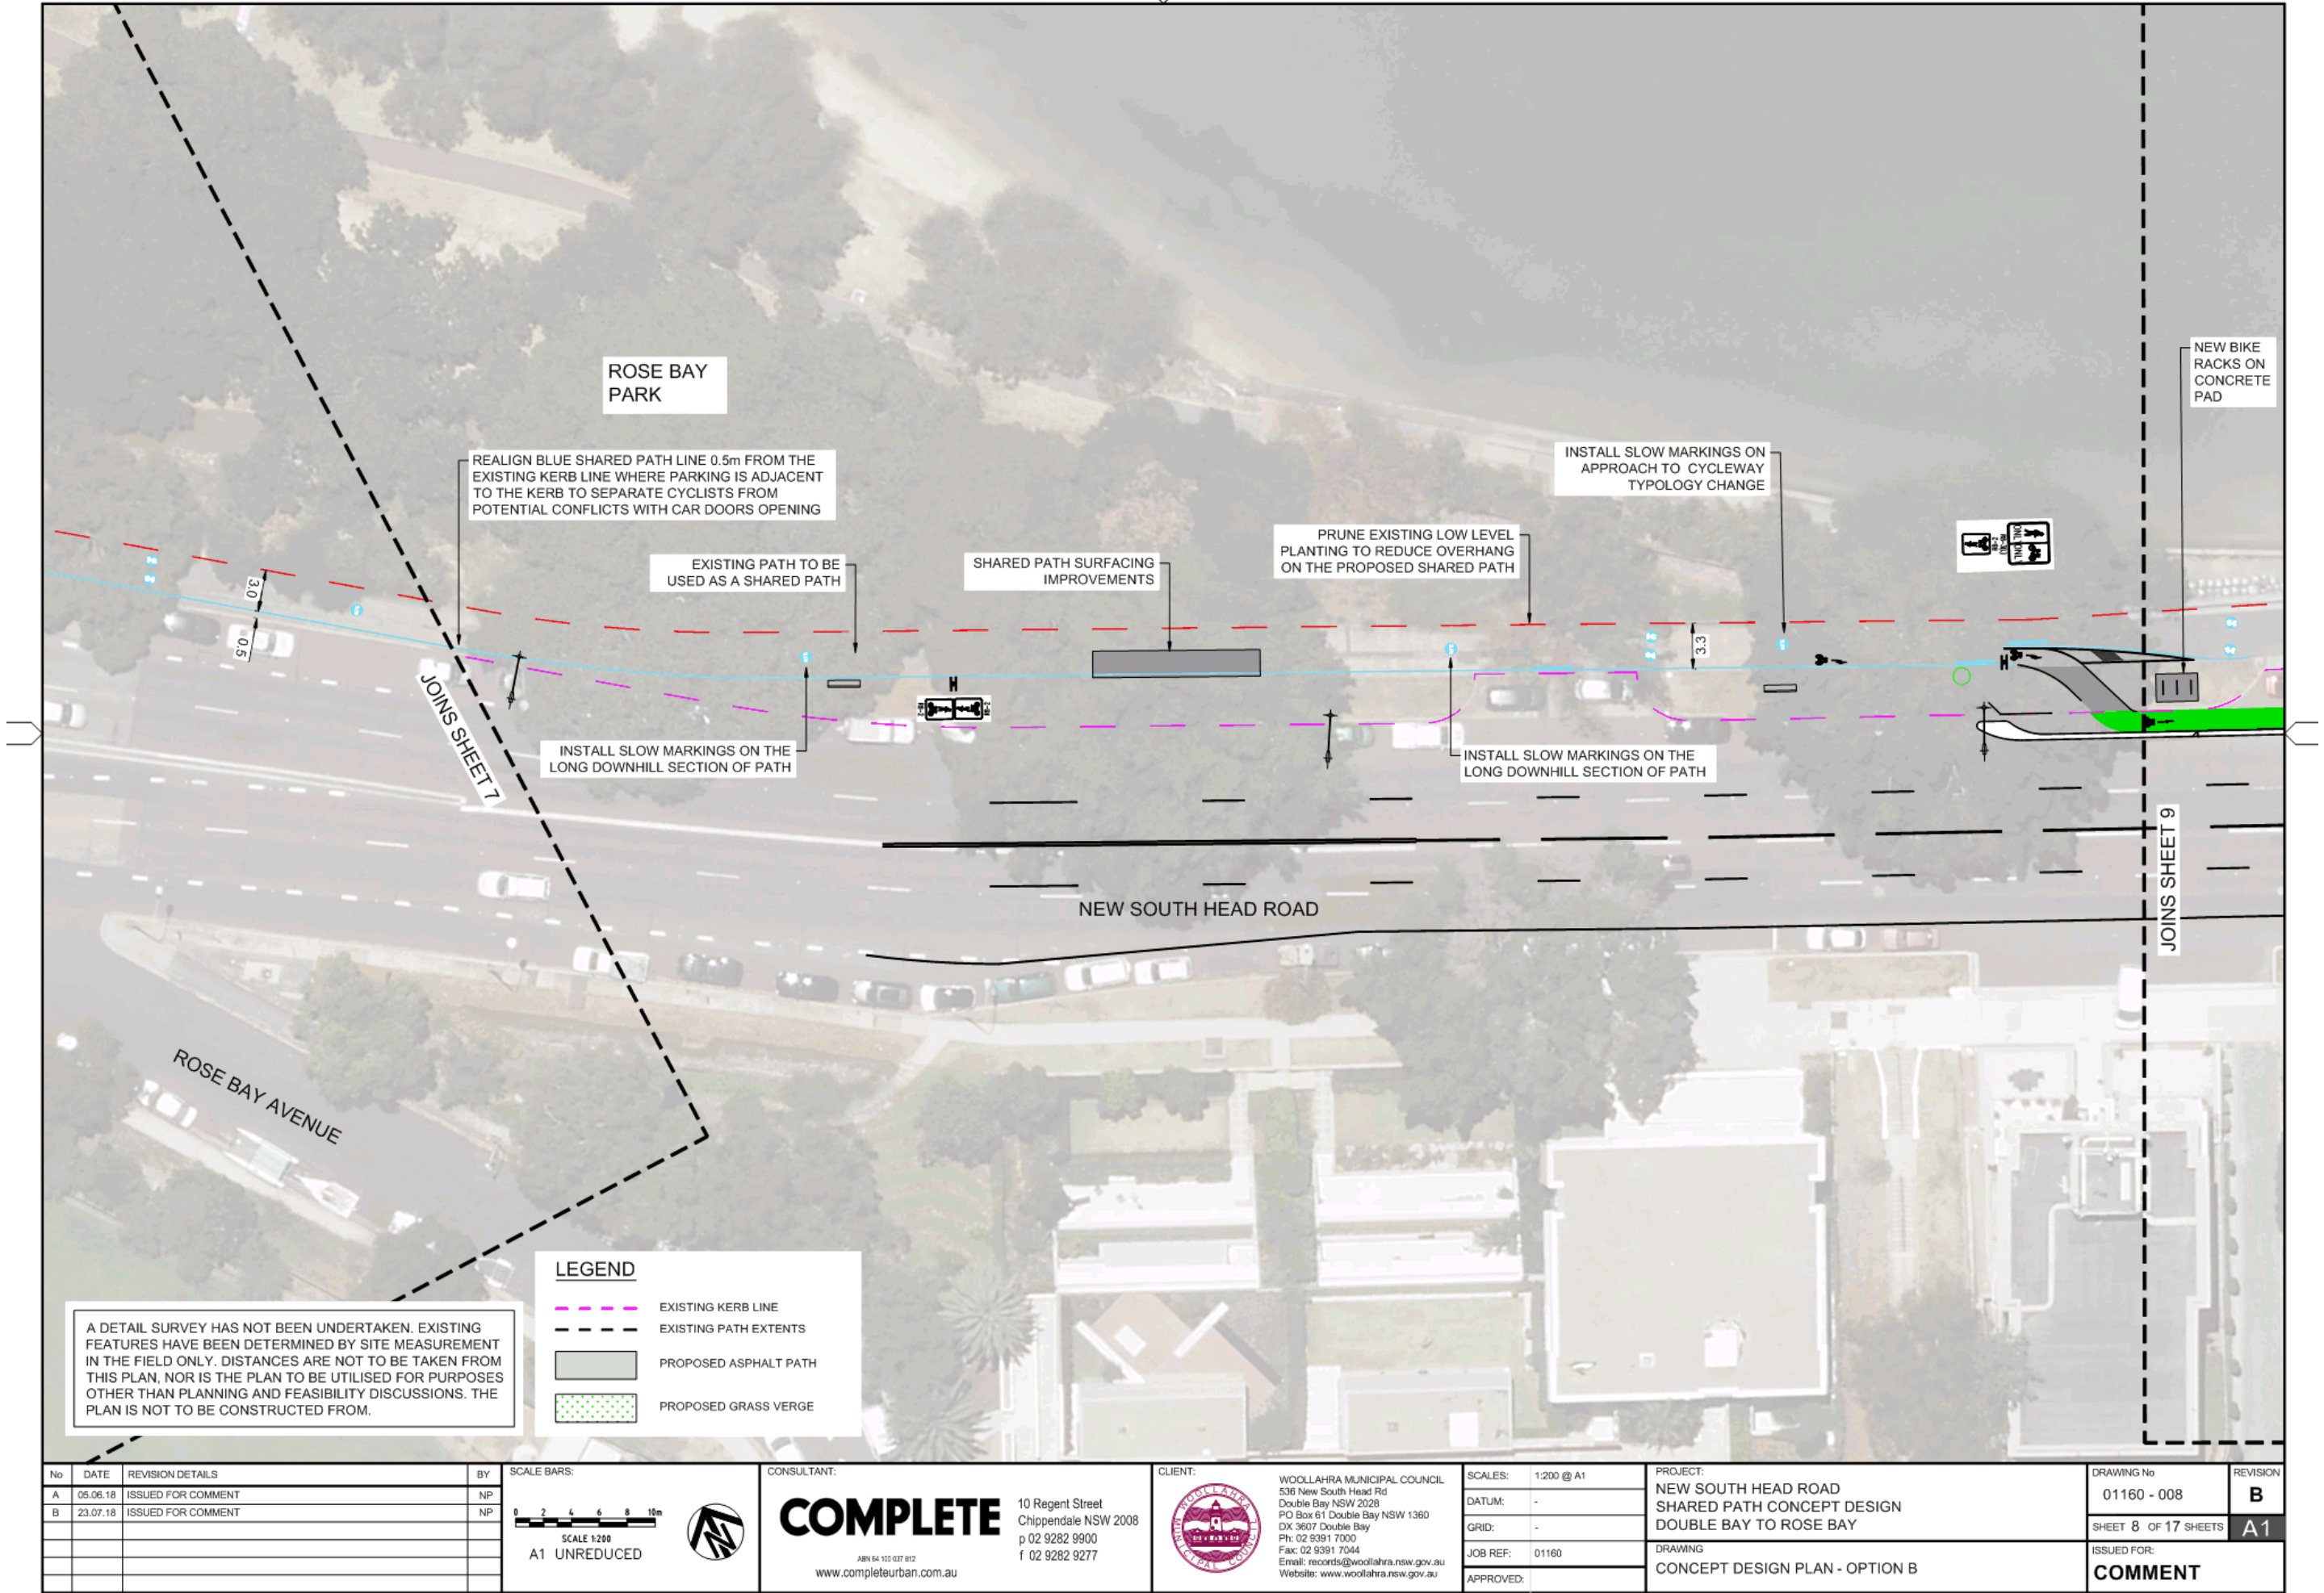 NEW BIKE
RACKS ON
CONCRETE
PAD
ROSE BAY
PARK
REALIGN BLUE SHARED PATH LINE 0.5m FROM THE
EXISTING KERB LINE WHERE PARKING IS ADJACENT
TO THE KERB TO SEPARATE CYCLISTS FROM
POTENTIAL CONFLICTS WITH CAR DOORS OPENING
INSTALL SLOW MARKINGS ON
APPROACH TO CYCLEWAY
TYPOLOGY CHANGE
EXISTING PATH TO BE
USED AS A SHARED PATH
SHARED PATH SURFACING
IMPROVEMENTS
PRUNE EXISTING LOW LEVEL
PLANTING TO REDUCE OVERHANG
ON THE PROPOSED SHARED PATH
3.0
0.5
3.3
R8-2
ONLY
ONLY
R8-2
R8-2
JOINS SHEET 7
INSTALL SLOW MARKINGS ON THE
LONG DOWNHILL SECTION OF PATH
INSTALL SLOW MARKINGS ON THE
LONG DOWNHILL SECTION OF PATH
NEW SOUTH HEAD ROAD
JOINS SHEET 9
ROSE BAY AVENUE
LEGEND
EXISTING KERB LINE
EXISTING PATH EXTENTS
PROPOSED ASPHALT PATH
PROPOSED GRASS VERGE
A DETAIL SURVEY HAS NOT BEEN UNDERTAKEN. EXISTING
FEATURES HAVE BEEN DETERMINED BY SITE MEASUREMENT
IN THE FIELD ONLY. DISTANCES ARE NOT TO BE TAKEN FROM
THIS PLAN, NOR IS THE PLAN TO BE UTILISED FOR PURPOSES
OTHER THAN PLANNING AND FEASIBILITY DISCUSSIONS. THE
PLAN IS NOT TO BE CONSTRUCTED FROM.
No DATE REVISION DETAILS BY
A 05.06.18 ISSUED FOR COMMENT NP
B 23.07.18 ISSUED FOR COMMENT NP
SCALE BARS:
0 2 4 6 8 10m
SCALE 1:200
A1 UNREDUCED
N
CONSULTANT:
COMPLETE
ABN 64 100 037 812
www.completeurban.com.au
10 Regent Street
Chippendale NSW 2008
p 02 9282 9900
f 02 9282 9277
CLIENT:
WOOLLAHRA
MUNICIPAL COUNCIL
WOOLLAHRA MUNICIPAL COUNCIL
536 New South Head Rd
Double Bay NSW 2028
PO Box 61 Double Bay NSW 1360
DX 3607 Double Bay
Ph: 02 9391 7000
Fax: 02 9391 7044
Email: records@woollahra.nsw.gov.au
Website: www.woollahra.nsw.gov.au
SCALES: 1:200 @ A1
DATUM: -
GRID: -
JOB REF: 01160
APPROVED:
PROJECT:
NEW SOUTH HEAD ROAD
SHARED PATH CONCEPT DESIGN
DOUBLE BAY TO ROSE BAY
DRAWING
CONCEPT DESIGN PLAN - OPTION B
DRAWING No
01160 - 008
REVISION
B
SHEET 8 OF 17 SHEETS
A1
ISSUED FOR:
COMMENT